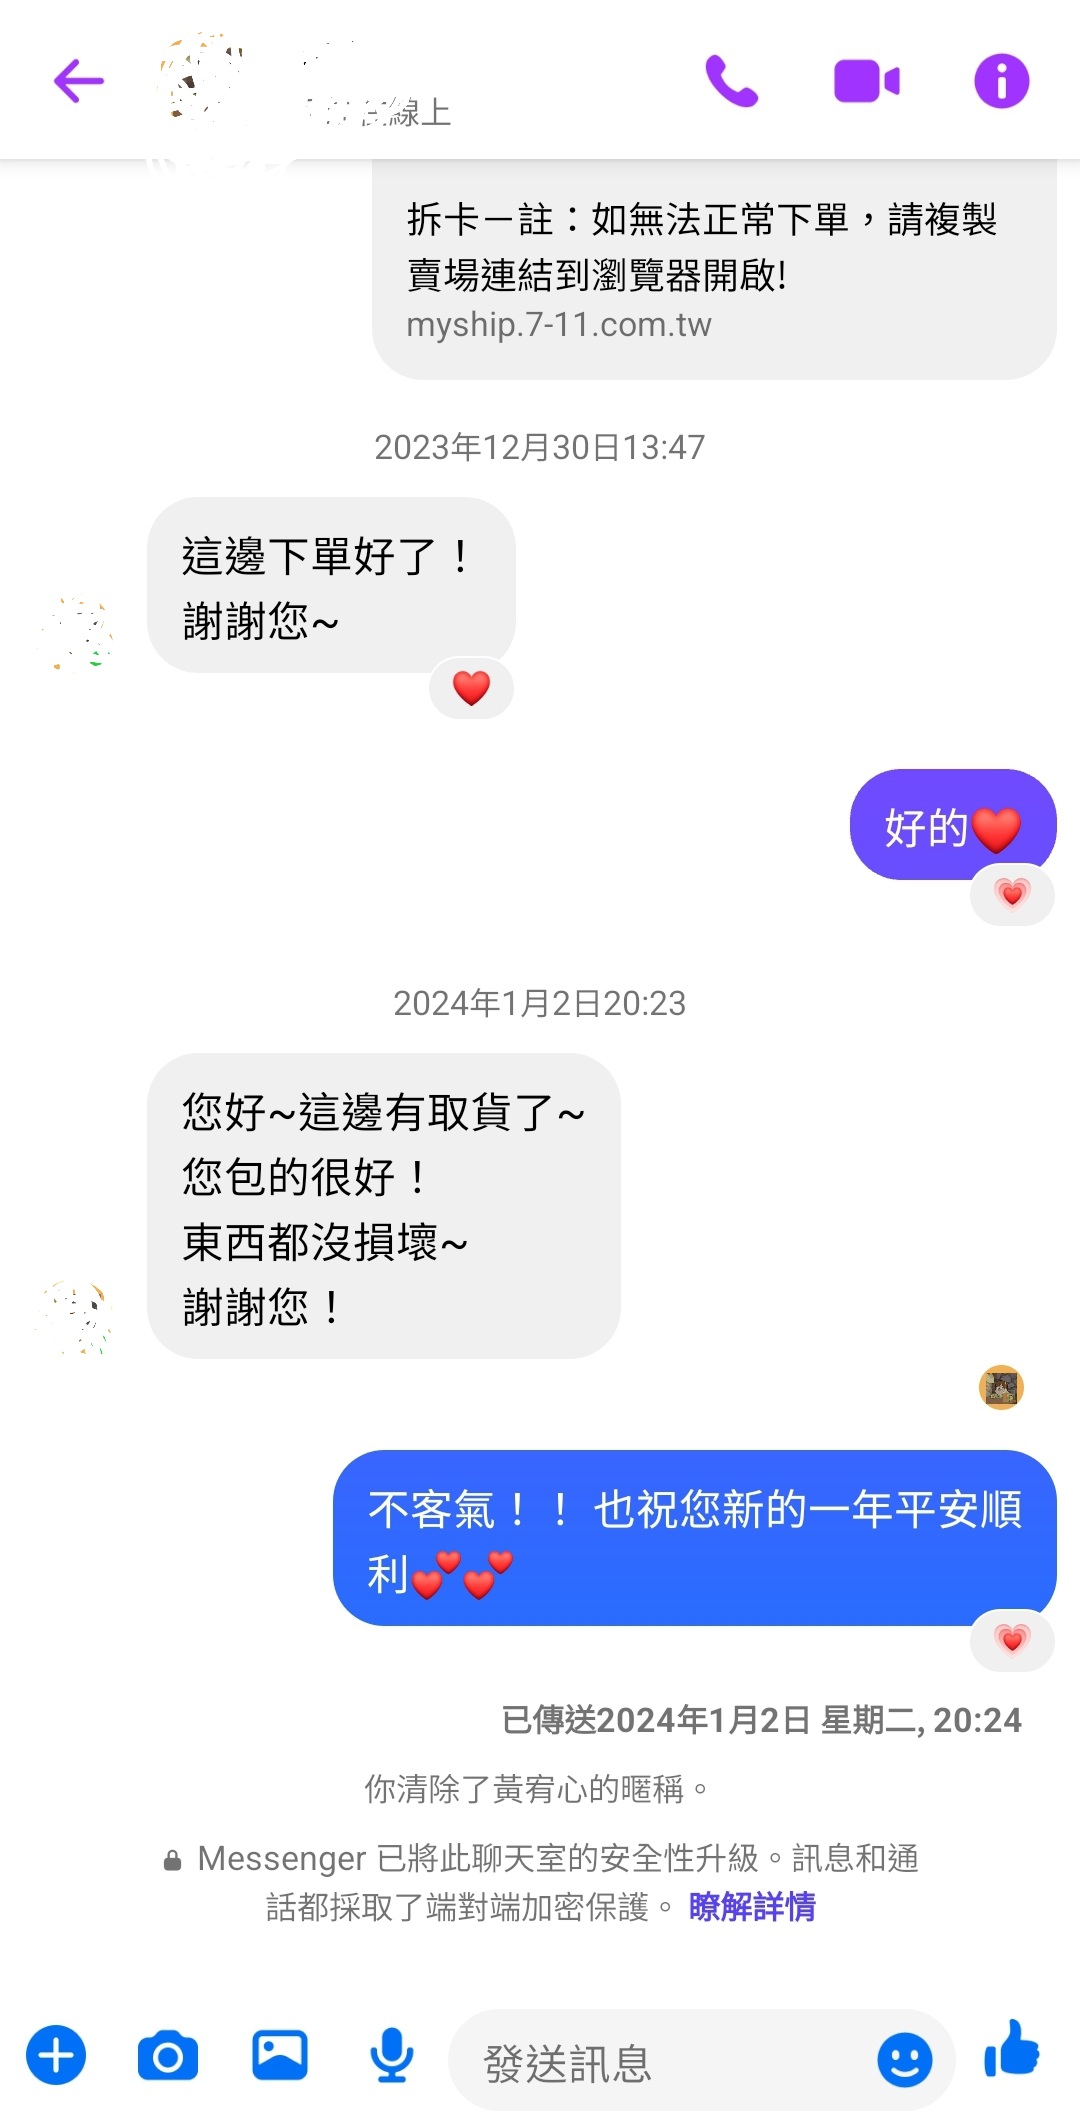 線上
拆卡－註：如無法正常下單，請複製
賣場連結到瀏覽器開啟!
myship.7-11.com.tw
2023年12月30日13:47
這邊下單好了！
謝謝您~
好的❤️
2024年1月2日20:23
您好~這邊有取貨了~
您包的很好！
東西都沒損壞~
謝謝您！
不客氣！！ 也祝您新的一年平安順
利💕💕
已傳送2024年1月2日 星期二, 20:24
你清除了黃宥心的暱稱。
Messenger 已將此聊天室的安全性升級。訊息和通
話都採取了端對端加密保護。 瞭解詳情
發送訊息